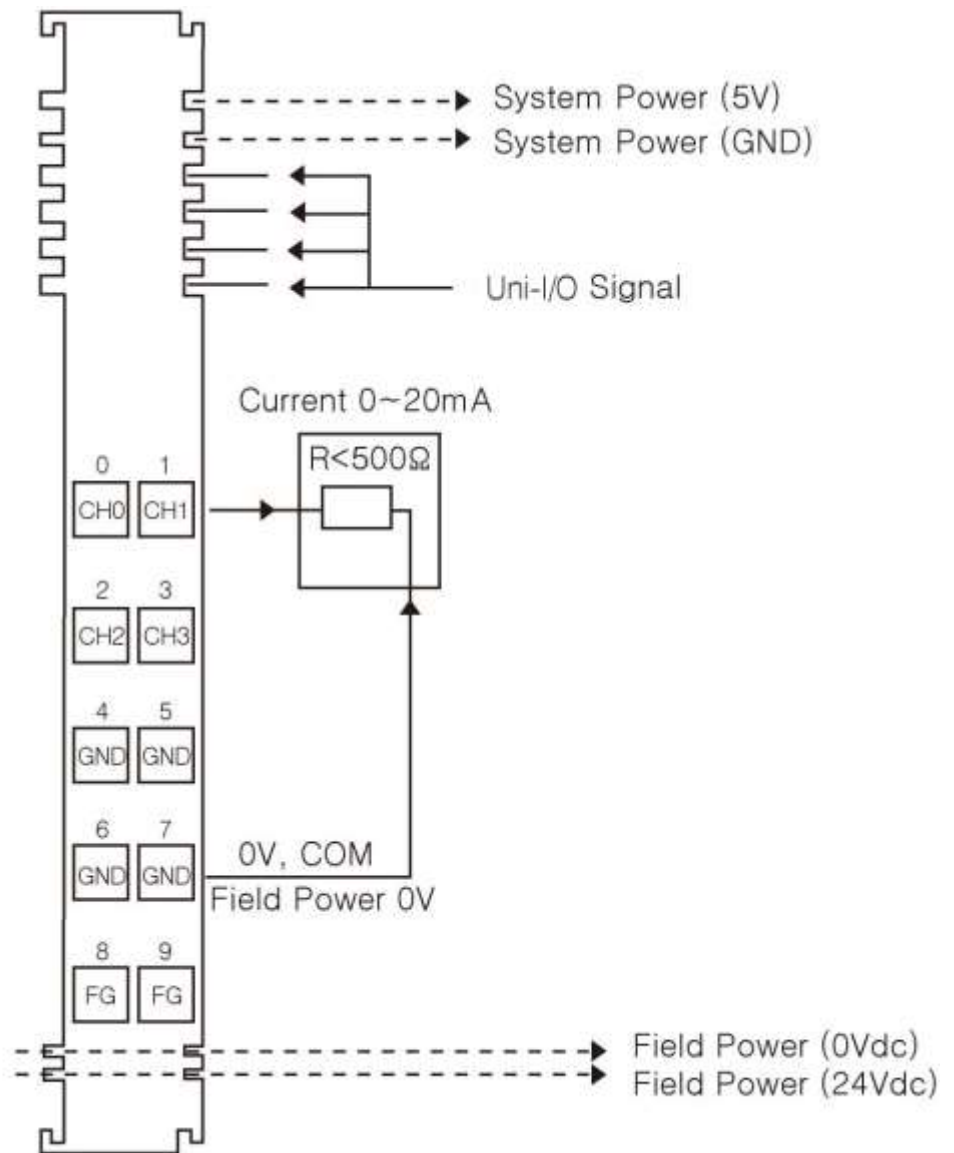 System Power (5V)
System Power (GND)
Uni-I/O Signal
Current 0~20mA
R<500Ω
0 1
CH0 CH1
2 3
CH2 CH3
4 5
GND GND
6 7
GND GND
0V, COM
Field Power 0V
8 9
FG FG
Field Power (0Vdc)
Field Power (24Vdc)